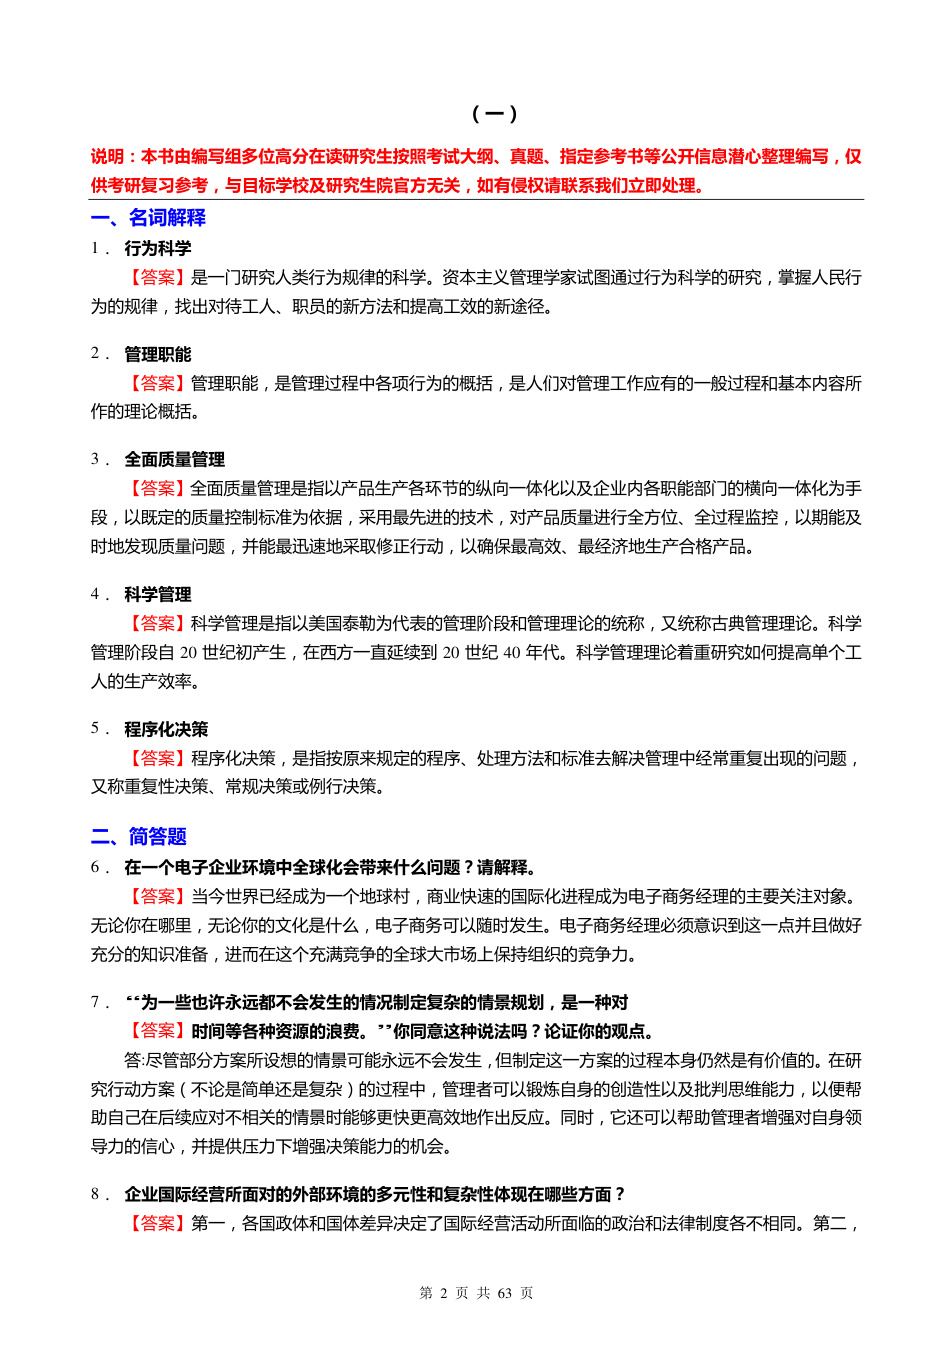 （一）
说明：本书由编写组多位高分在读研究生按照考试大纲、真题、指定参考书等公开信息潜心整理编写，仅
供考研复习参考，与目标学校及研究生院官方无关，如有侵权请联系我们立即处理。
一、名词解释
1． 行为科学
【答案】是一门研究人类行为规律的科学。资本主义管理学家试图通过行为科学的研究，掌握人民行
为的规律，找出对待工人、职员的新方法和提高工效的新途径。
2． 管理职能
【答案】管理职能，是管理过程中各项行为的概括，是人们对管理工作应有的一般过程和基本内容所
作的理论概括。
3． 全面质量管理
【答案】全面质量管理是指以产品生产各环节的纵向一体化以及企业内各职能部门的横向一体化为手
段，以既定的质量控制标准为依据，采用最先进的技术，对产品质量进行全方位、全过程监控，以期能及
时地发现质量问题，并能最迅速地采取修正行动，以确保最高效、最经济地生产合格产品。
4． 科学管理
【答案】科学管理是指以美国泰勒为代表的管理阶段和管理理论的统称，又统称古典管理理论。科学
管理阶段自 20 世纪初产生，在西方一直延续到 20 世纪 40 年代。科学管理理论着重研究如何提高单个工
人的生产效率。
5． 程序化决策
【答案】程序化决策，是指按原来规定的程序、处理方法和标准去解决管理中经常重复出现的问题，
又称重复性决策、常规决策或例行决策。
二、简答题
6． 在一个电子企业环境中全球化会带来什么问题？请解释。
【答案】当今世界已经成为一个地球村，商业快速的国际化进程成为电子商务经理的主要关注对象。
无论你在哪里，无论你的文化是什么，电子商务可以随时发生。电子商务经理必须意识到这一点并且做好
充分的知识准备，进而在这个充满竞争的全球大市场上保持组织的竞争力。
7． “为一些也许永远都不会发生的情况制定复杂的情景规划，是一种对
【答案】时间等各种资源的浪费。”你同意这种说法吗？论证你的观点。
答:尽管部分方案所设想的情景可能永远不会发生，但制定这一方案的过程本身仍然是有价值的。在研
究行动方案（不论是简单还是复杂）的过程中，管理者可以锻炼自身的创造性以及批判思维能力，以便帮
助自己在后续应对不相关的情景时能够更快更高效地作出反应。同时，它还可以帮助管理者增强对自身领
导力的信心，并提供压力下增强决策能力的机会。
8． 企业国际经营所面对的外部环境的多元性和复杂性体现在哪些方面？
【答案】第一，各国政体和国体差异决定了国际经营活动所面临的政治和法律制度各不相同。第二，
第 2 页 共 63 页